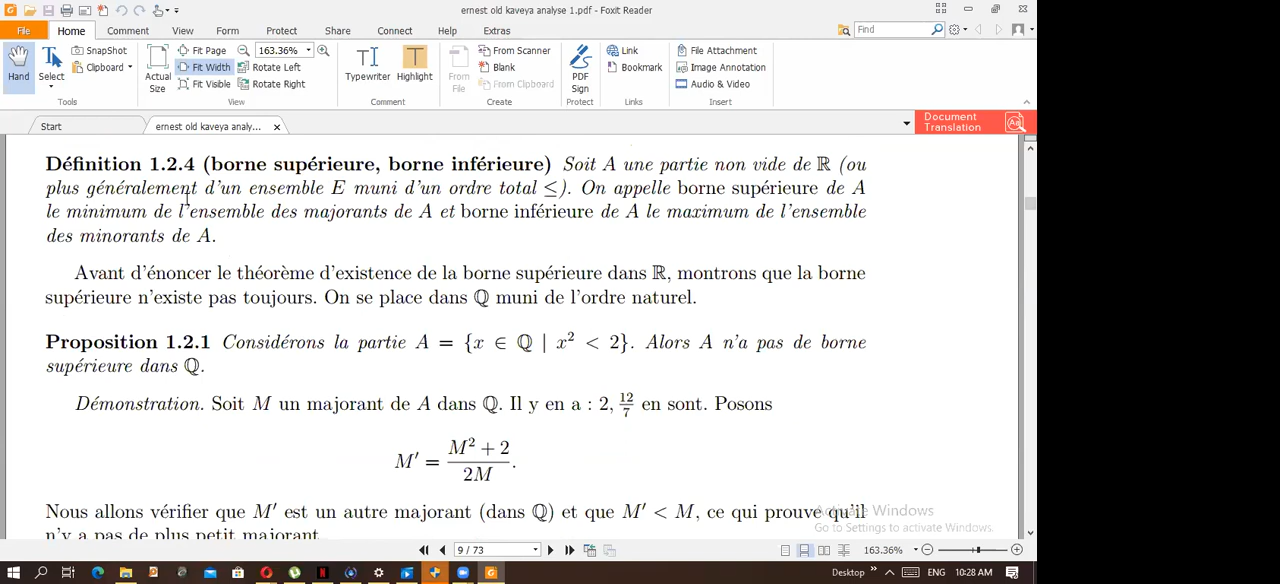 ernest old kaveya analyse 1.pdf - Foxit Reader
File Home Comment View Form Protect Share Connect Help Extras Find
SnapShot Fit Page 163.36% From Scanner Link File Attachment
Hand Select Clipboard Actual Size Fit Width Rotate Left Typewriter Highlight From File Blank PDF Sign Bookmark Image Annotation
Fit Visible Rotate Right From Clipboard Audio & Video
Tools View Comment Create Protect Links Insert
Start ernest old kaveya analy... Document Translation
Définition 1.2.4 (borne supérieure, borne inférieure) Soit A une partie non vide de ℝ (ou
plus généralement d'un ensemble E muni d'un ordre total ≤). On appelle borne supérieure de A
le minimum de l'ensemble des majorants de A et borne inférieure de A le maximum de l'ensemble
des minorants de A.
Avant d'énoncer le théorème d'existence de la borne supérieure dans ℝ, montrons que la borne
supérieure n'existe pas toujours. On se place dans ℚ muni de l'ordre naturel.
Proposition 1.2.1 Considérons la partie A = {x ∈ ℚ | x² < 2}. Alors A n'a pas de borne
supérieure dans ℚ.
Démonstration. Soit M un majorant de A dans ℚ. Il y en a : 2, 12/7 en sont. Posons
M′ = (M² + 2)/(2M).
Nous allons vérifier que M′ est un autre majorant (dans ℚ) et que M′ < M, ce qui prouve qu'il
n'y a pas de plus petit majorant.
Activate Windows
Go to Settings to activate Windows.
9 / 73 163.36%
Desktop ENG 10:28 AM